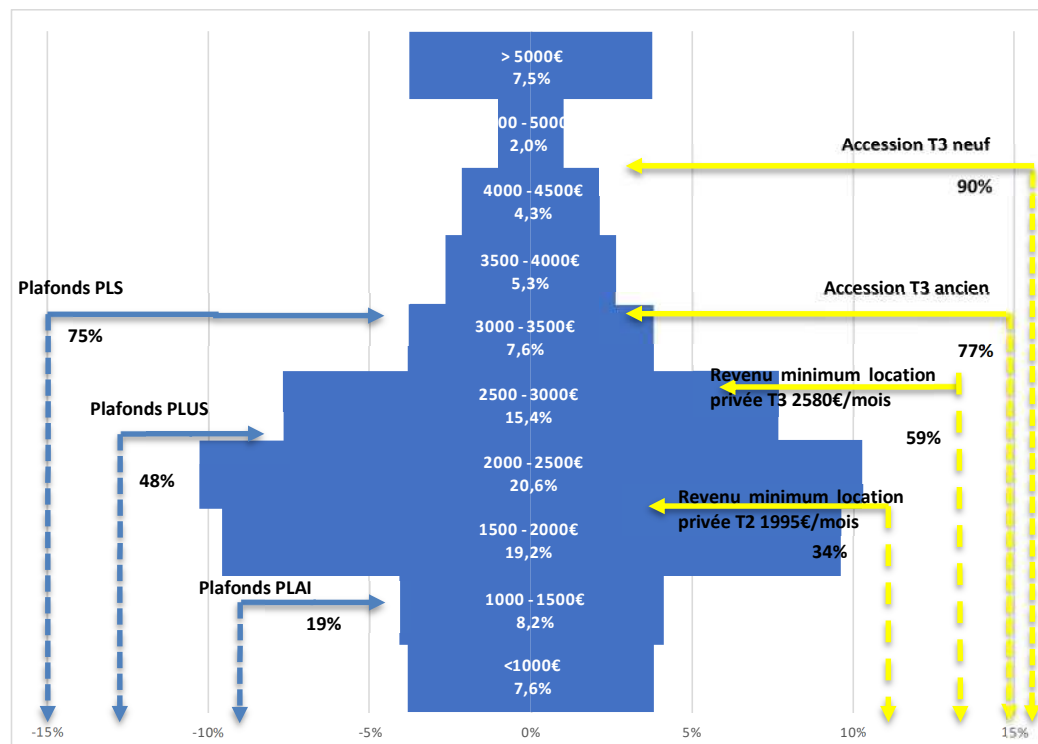 > 5000€
7,5%
00 - 5000
2,0%
Accession T3 neuf
90%
4000 - 4500€
4,3%
3500 - 4000€
5,3%
Plafonds PLS
75%
Accession T3 ancien
77%
3000 - 3500€
7,6%
Revenu minimum location
privée T3 2580€/mois
59%
2500 - 3000€
15,4%
Plafonds PLUS
48%
2000 - 2500€
20,6%
Revenu minimum location
privée T2 1995€/mois
34%
1500 - 2000€
19,2%
Plafonds PLAI
19%
1000 - 1500€
8,2%
<1000€
7,6%
-15% -10% -5% 0% 5% 10% 15%